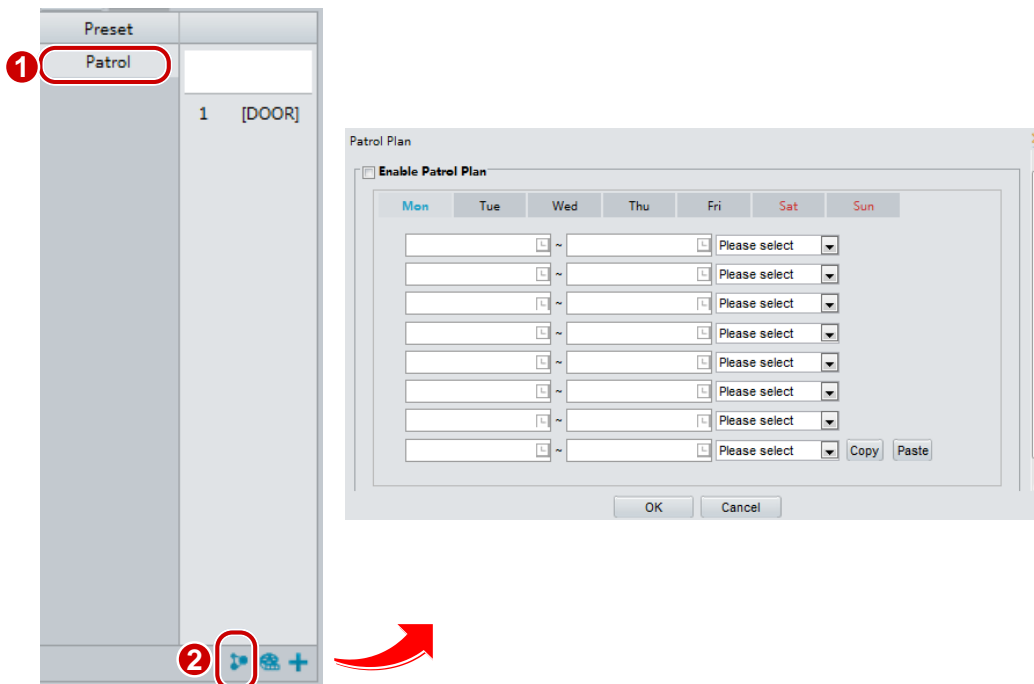 Preset
1
Patrol
1 [DOOR]
2
Patrol Plan
Enable Patrol Plan
Mon Tue Wed Thu Fri Sat Sun
~ Please select
~ Please select
~ Please select
~ Please select
~ Please select
~ Please select
~ Please select
~ Please select Copy Paste
OK Cancel